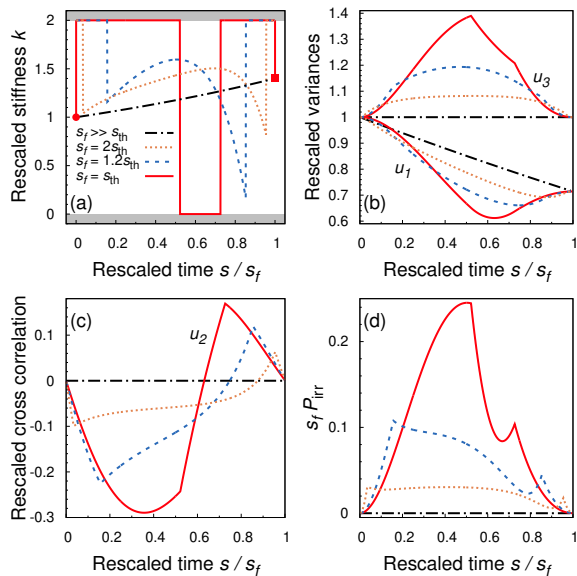 Rescaled stiffness k
2
1.5
1
0.5
0
s_f >> s_th
s_f = 2s_th
s_f = 1.2s_th
s_f = s_th
(a)
0 0.2 0.4 0.6 0.8 1
Rescaled time s / s_f
Rescaled variances
1.4
1.3
1.2
1.1
1
0.9
0.8
0.7
0.6
u_3
u_1
(b)
0.0 0.2 0.4 0.6 0.8 1
Rescaled time s / s_f
Rescaled cross correlation
0.1
0
-0.1
-0.2
-0.3
(c)
u_2
0 0.2 0.4 0.6 0.8 1
Rescaled time s / s_f
s_f P_irr
0.2
0.1
0
(d)
0 0.2 0.4 0.6 0.8 1
Rescaled time s / s_f